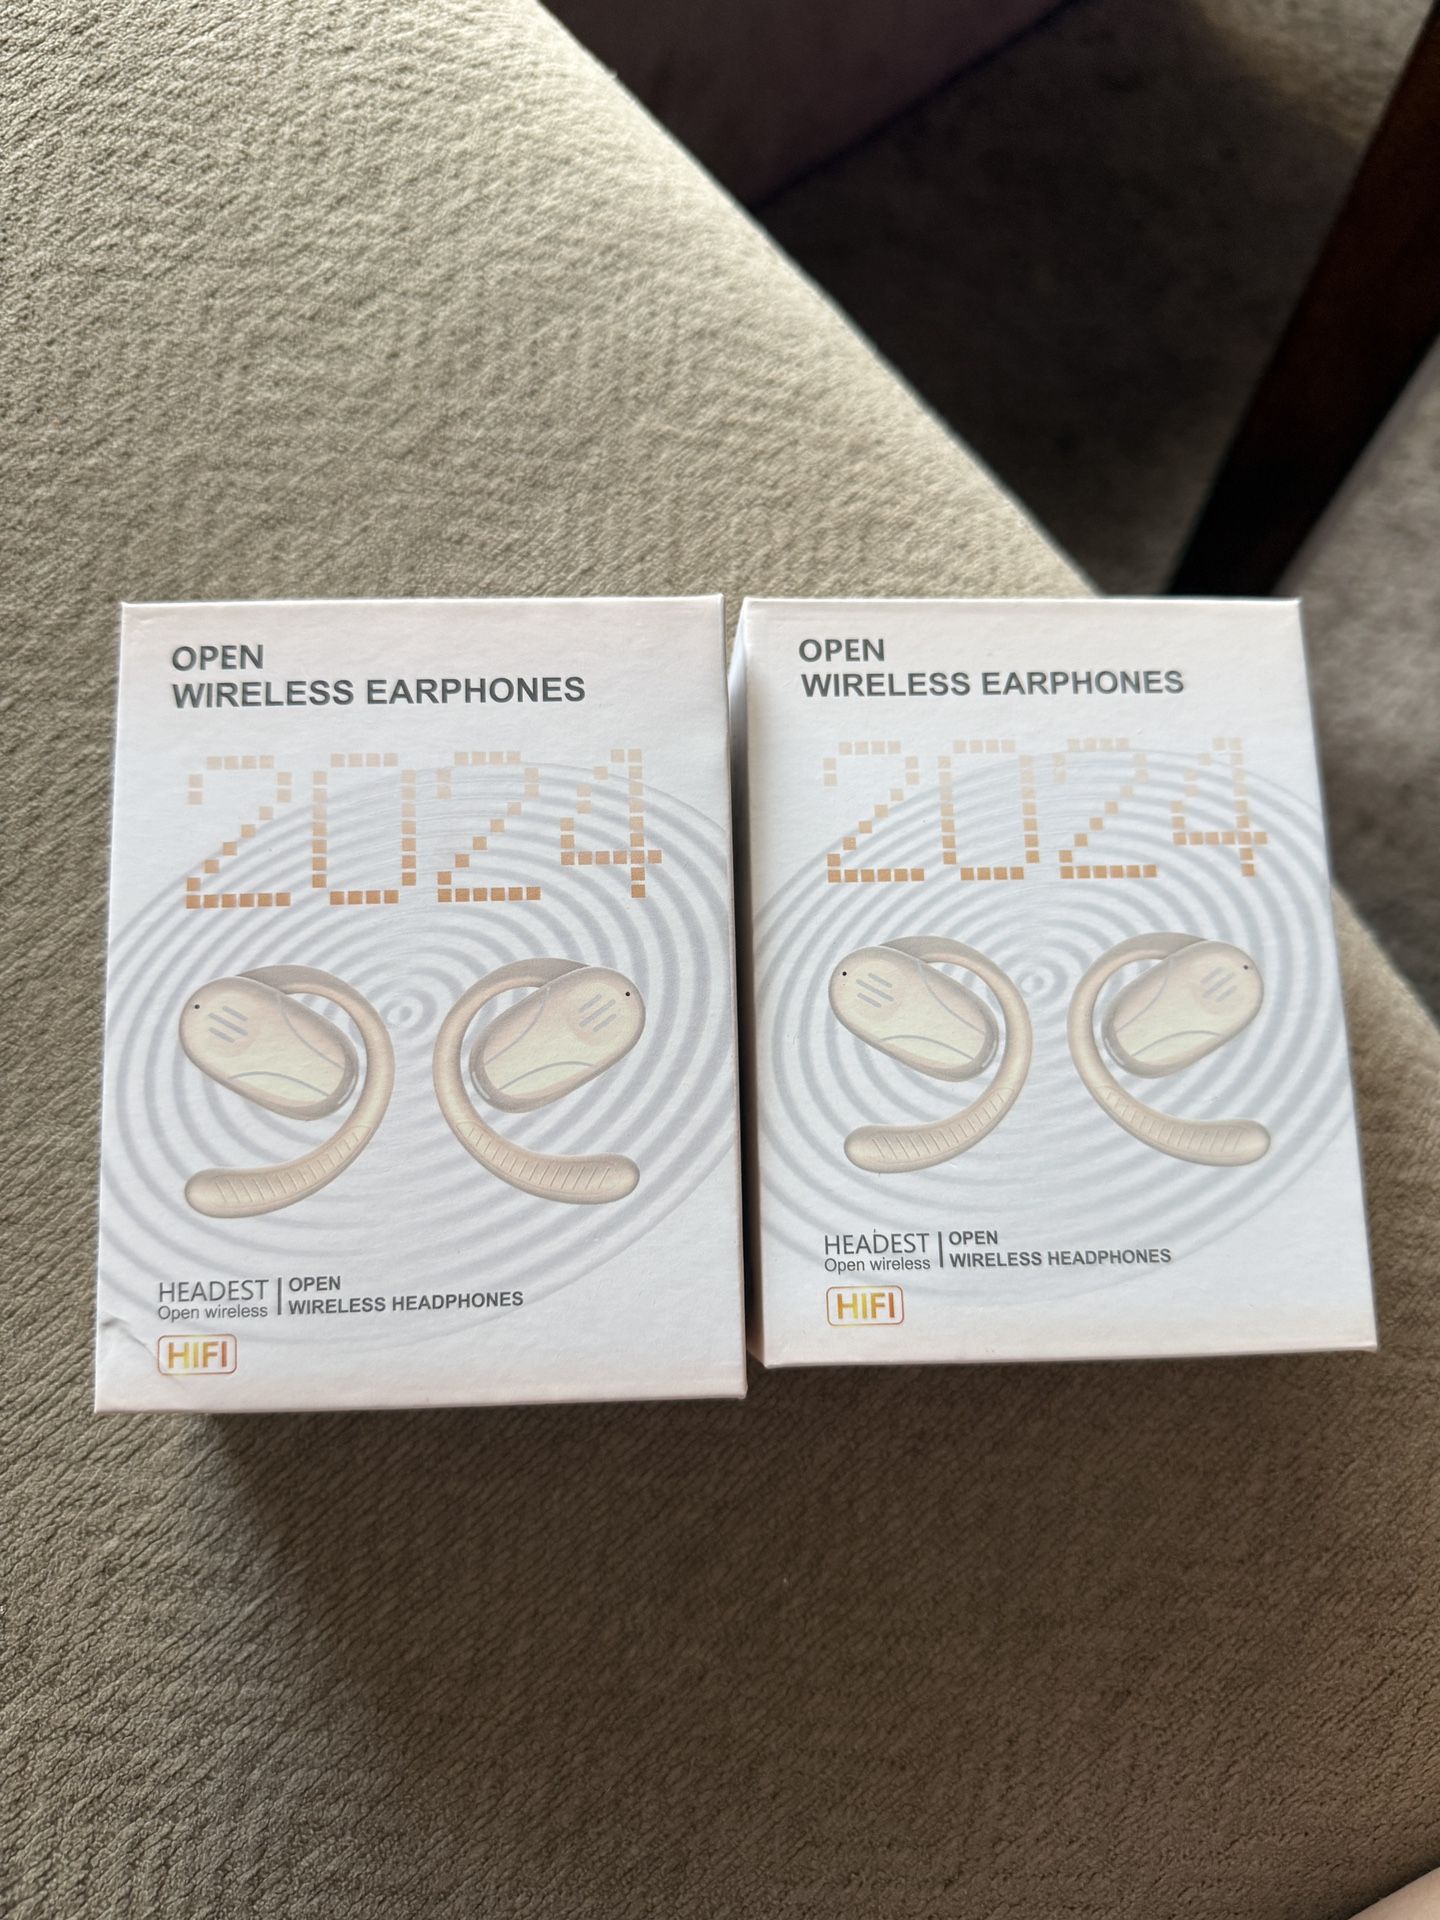 OPEN
WIRELESS EARPHONES
2024
HEADEST
Open wireless
OPEN
WIRELESS HEADPHONES
HIFI
OPEN
WIRELESS EARPHONES
2024
HEADEST
Open wireless
OPEN
WIRELESS HEADPHONES
HIFI